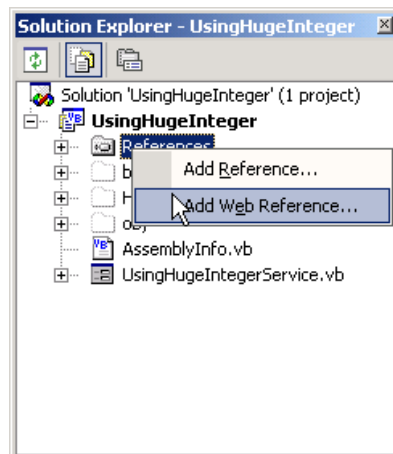 Solution Explorer - UsingHugeInteger
Solution 'UsingHugeInteger' (1 project)
UsingHugeInteger
References
Add Reference...
Add Web Reference...
AssemblyInfo.vb
UsingHugeIntegerService.vb